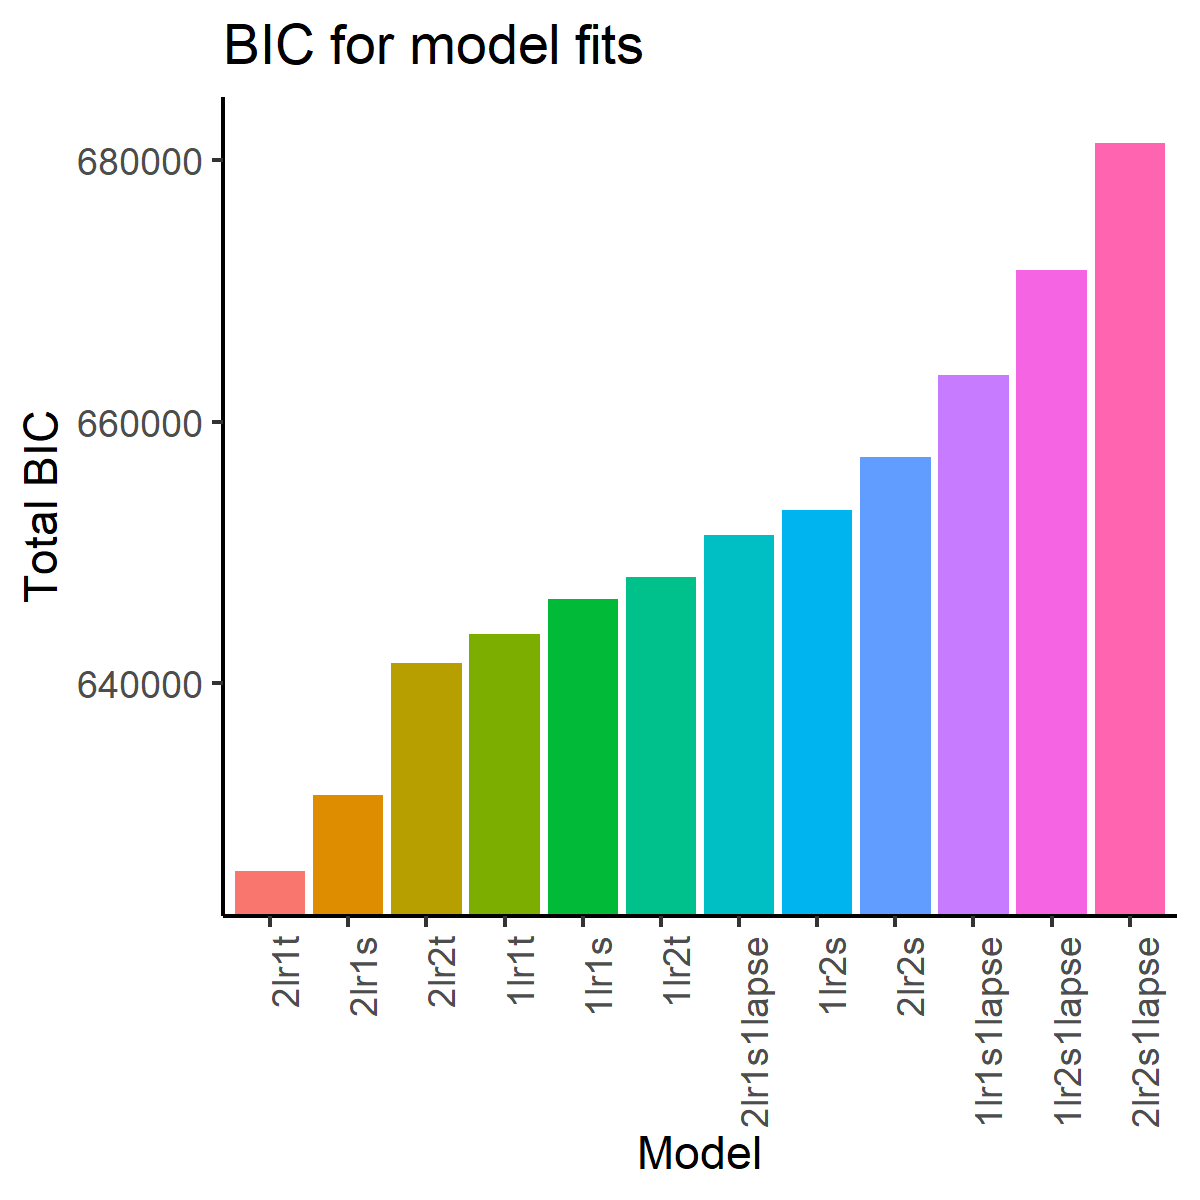 BIC for model fits
Total BIC
680000
660000
640000
2lr1t
2lr1s
2lr2t
1lr1t
1lr1s
1lr2t
2lr1s1lapse
1lr2s
2lr2s
1lr1s1lapse
1lr2s1lapse
2lr2s1lapse
Model